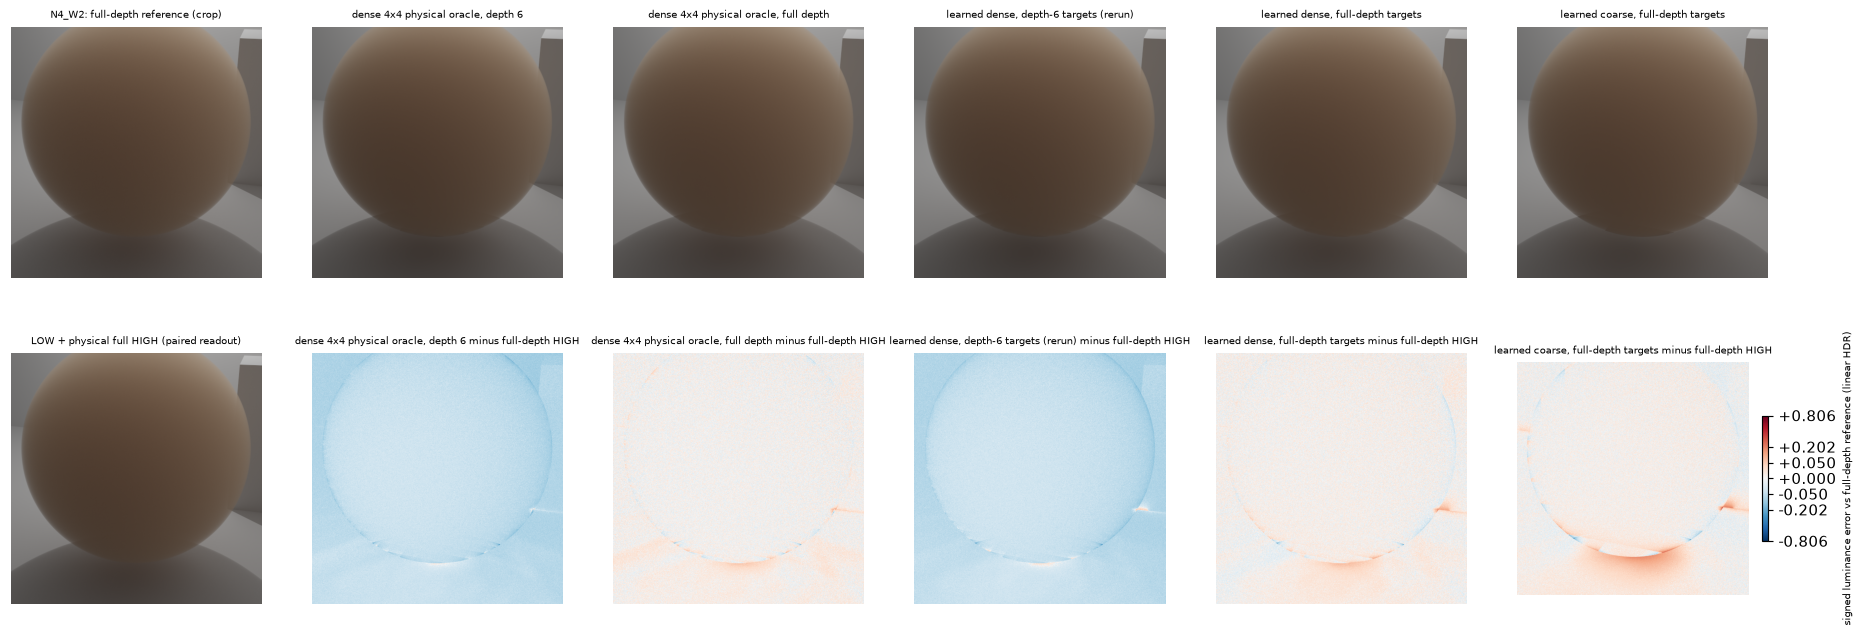 N4_W2: full-depth reference (crop)
dense 4x4 physical oracle, depth 6
dense 4x4 physical oracle, full depth
learned dense, depth-6 targets (rerun)
learned dense, full-depth targets
learned coarse, full-depth targets
LOW + physical full HIGH (paired readout)
dense 4x4 physical oracle, depth 6 minus full-depth HIGH
dense 4x4 physical oracle, full depth minus full-depth HIGH
learned dense, depth-6 targets (rerun) minus full-depth HIGH
learned dense, full-depth targets minus full-depth HIGH
learned coarse, full-depth targets minus full-depth HIGH
+0.806
+0.202
+0.050
+0.000
-0.050
-0.202
-0.806
signed luminance error vs full-depth reference (linear HDR)